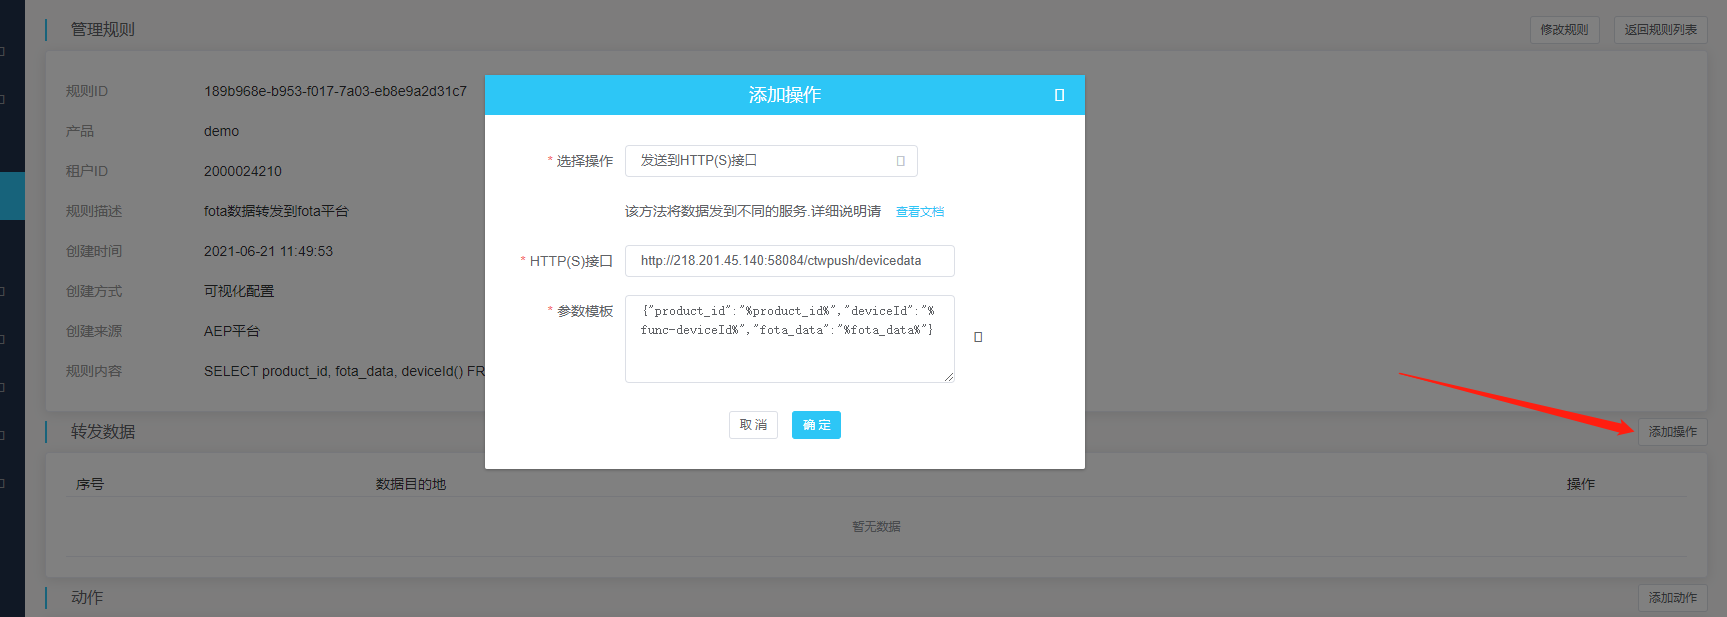 管理规则
修改规则
返回规则列表
规则ID 189b968e-b953-f017-7a03-eb8e9a2d31c7
产品 demo
租户ID 2000024210
规则描述 fota数据转发到fota平台
创建时间 2021-06-21 11:49:53
创建方式 可视化配置
创建来源 AEP平台
规则内容 SELECT product_id, fota_data, deviceId() FR
添加操作
* 选择操作 发送到HTTP(S)接口
该方法将数据发到不同的服务.详细说明请 查看文档
* HTTP(S)接口 http://218.201.45.140:58084/ctwpush/devicedata
* 参数模板 {"product_id":"%product_id%","deviceId":"%
func-deviceId%","fota_data":"%fota_data%"}
取消 确定
转发数据
添加操作
序号 数据目的地 操作
暂无数据
动作
添加动作